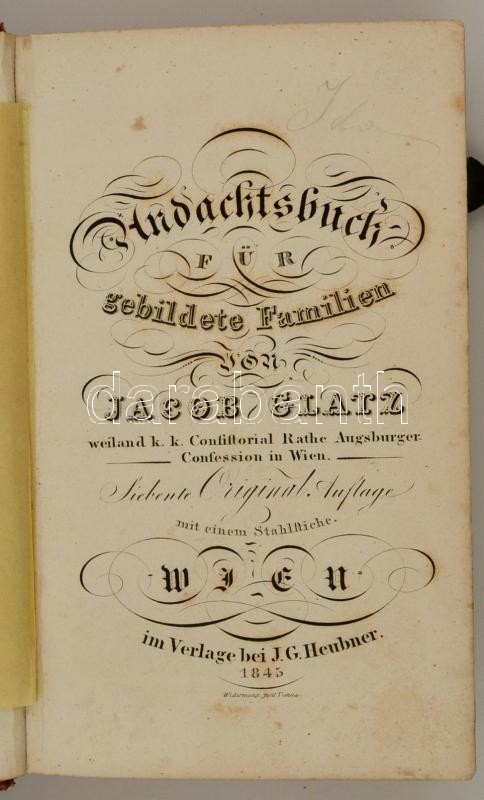 Andachtsbuch
FÜR
gebildete Familien
VON
JACOB GLATZ
weiland k. k. Consistorial Rathe Augsburger
Confession in Wien.
Siebente Original Auflage
mit einem Stahlstiche.
WIEN
im Verlage bei J. G. Heubner.
1845
darabanth